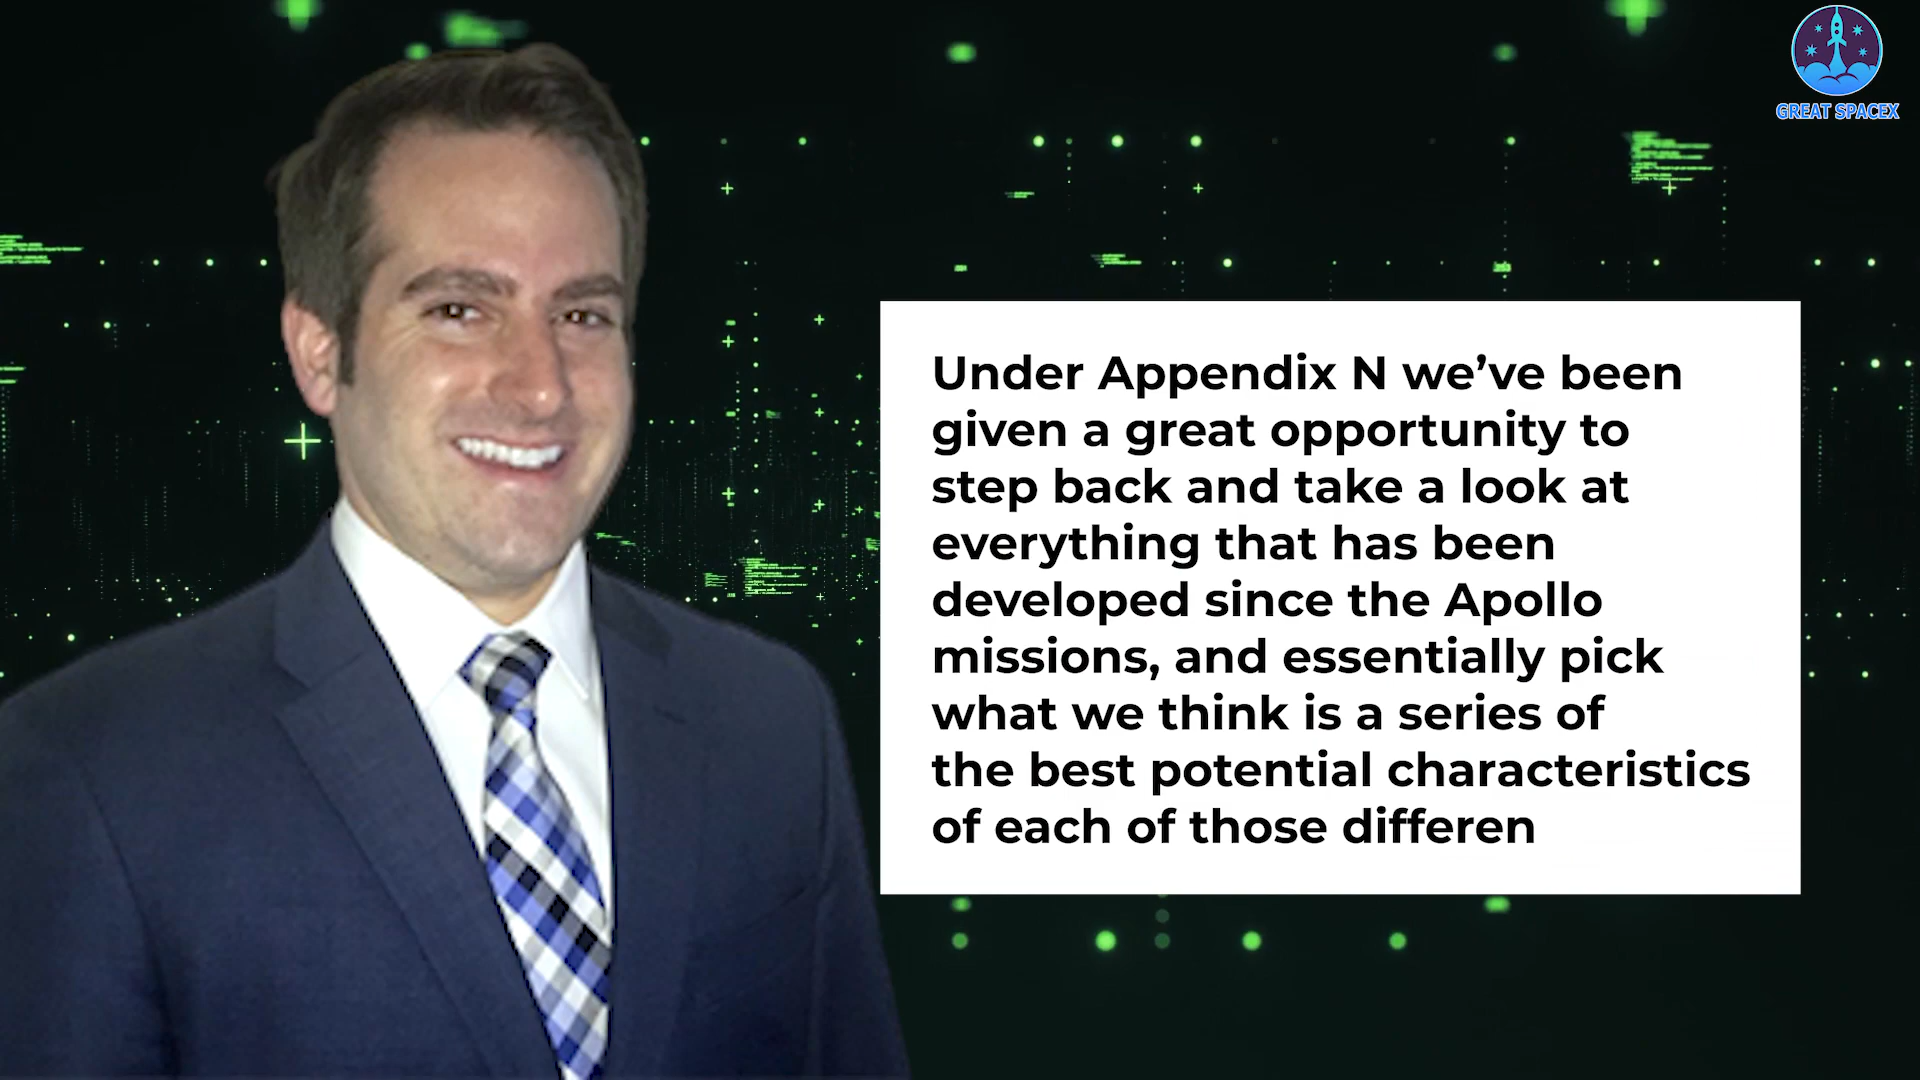 GREAT SPACEX
Under Appendix N we’ve been
given a great opportunity to
step back and take a look at
everything that has been
developed since the Apollo
missions, and essentially pick
what we think is a series of
the best potential characteristics
of each of those differen